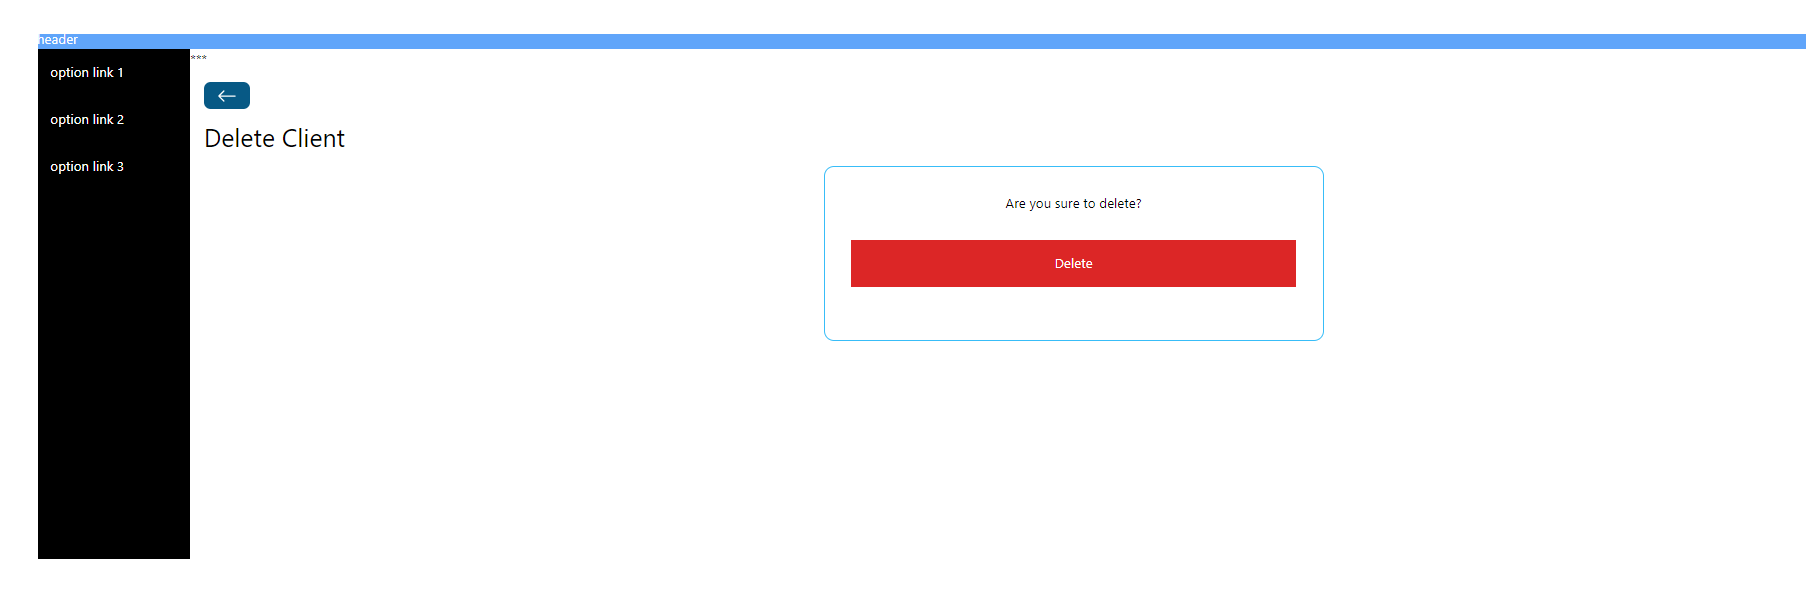 header
option link 1
***
option link 2
Delete Client
option link 3
Are you sure to delete?
Delete